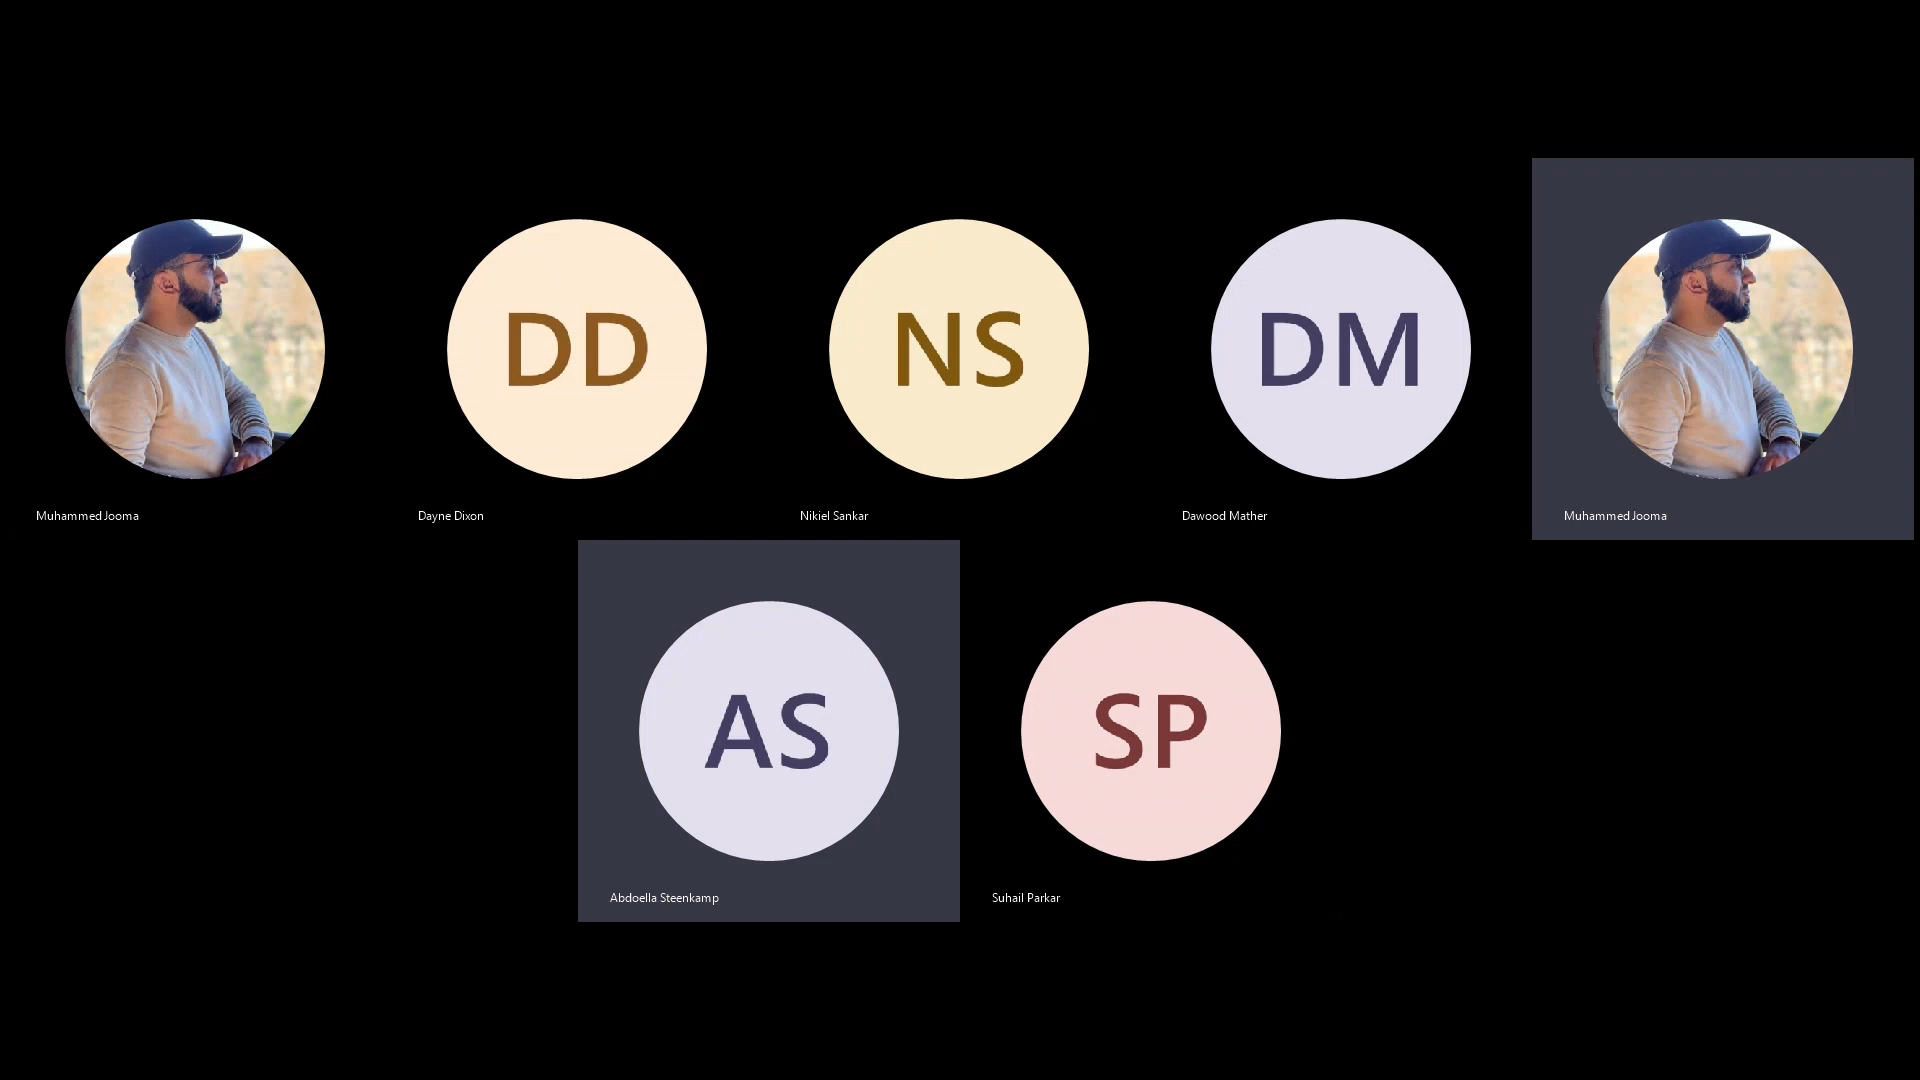 DD
NS
DM
Muhammed Jooma
Dayne Dixon
Nikiel Sankar
Dawood Mather
Muhammed Jooma
AS
SP
Abdoella Steenkamp
Suhail Parkar